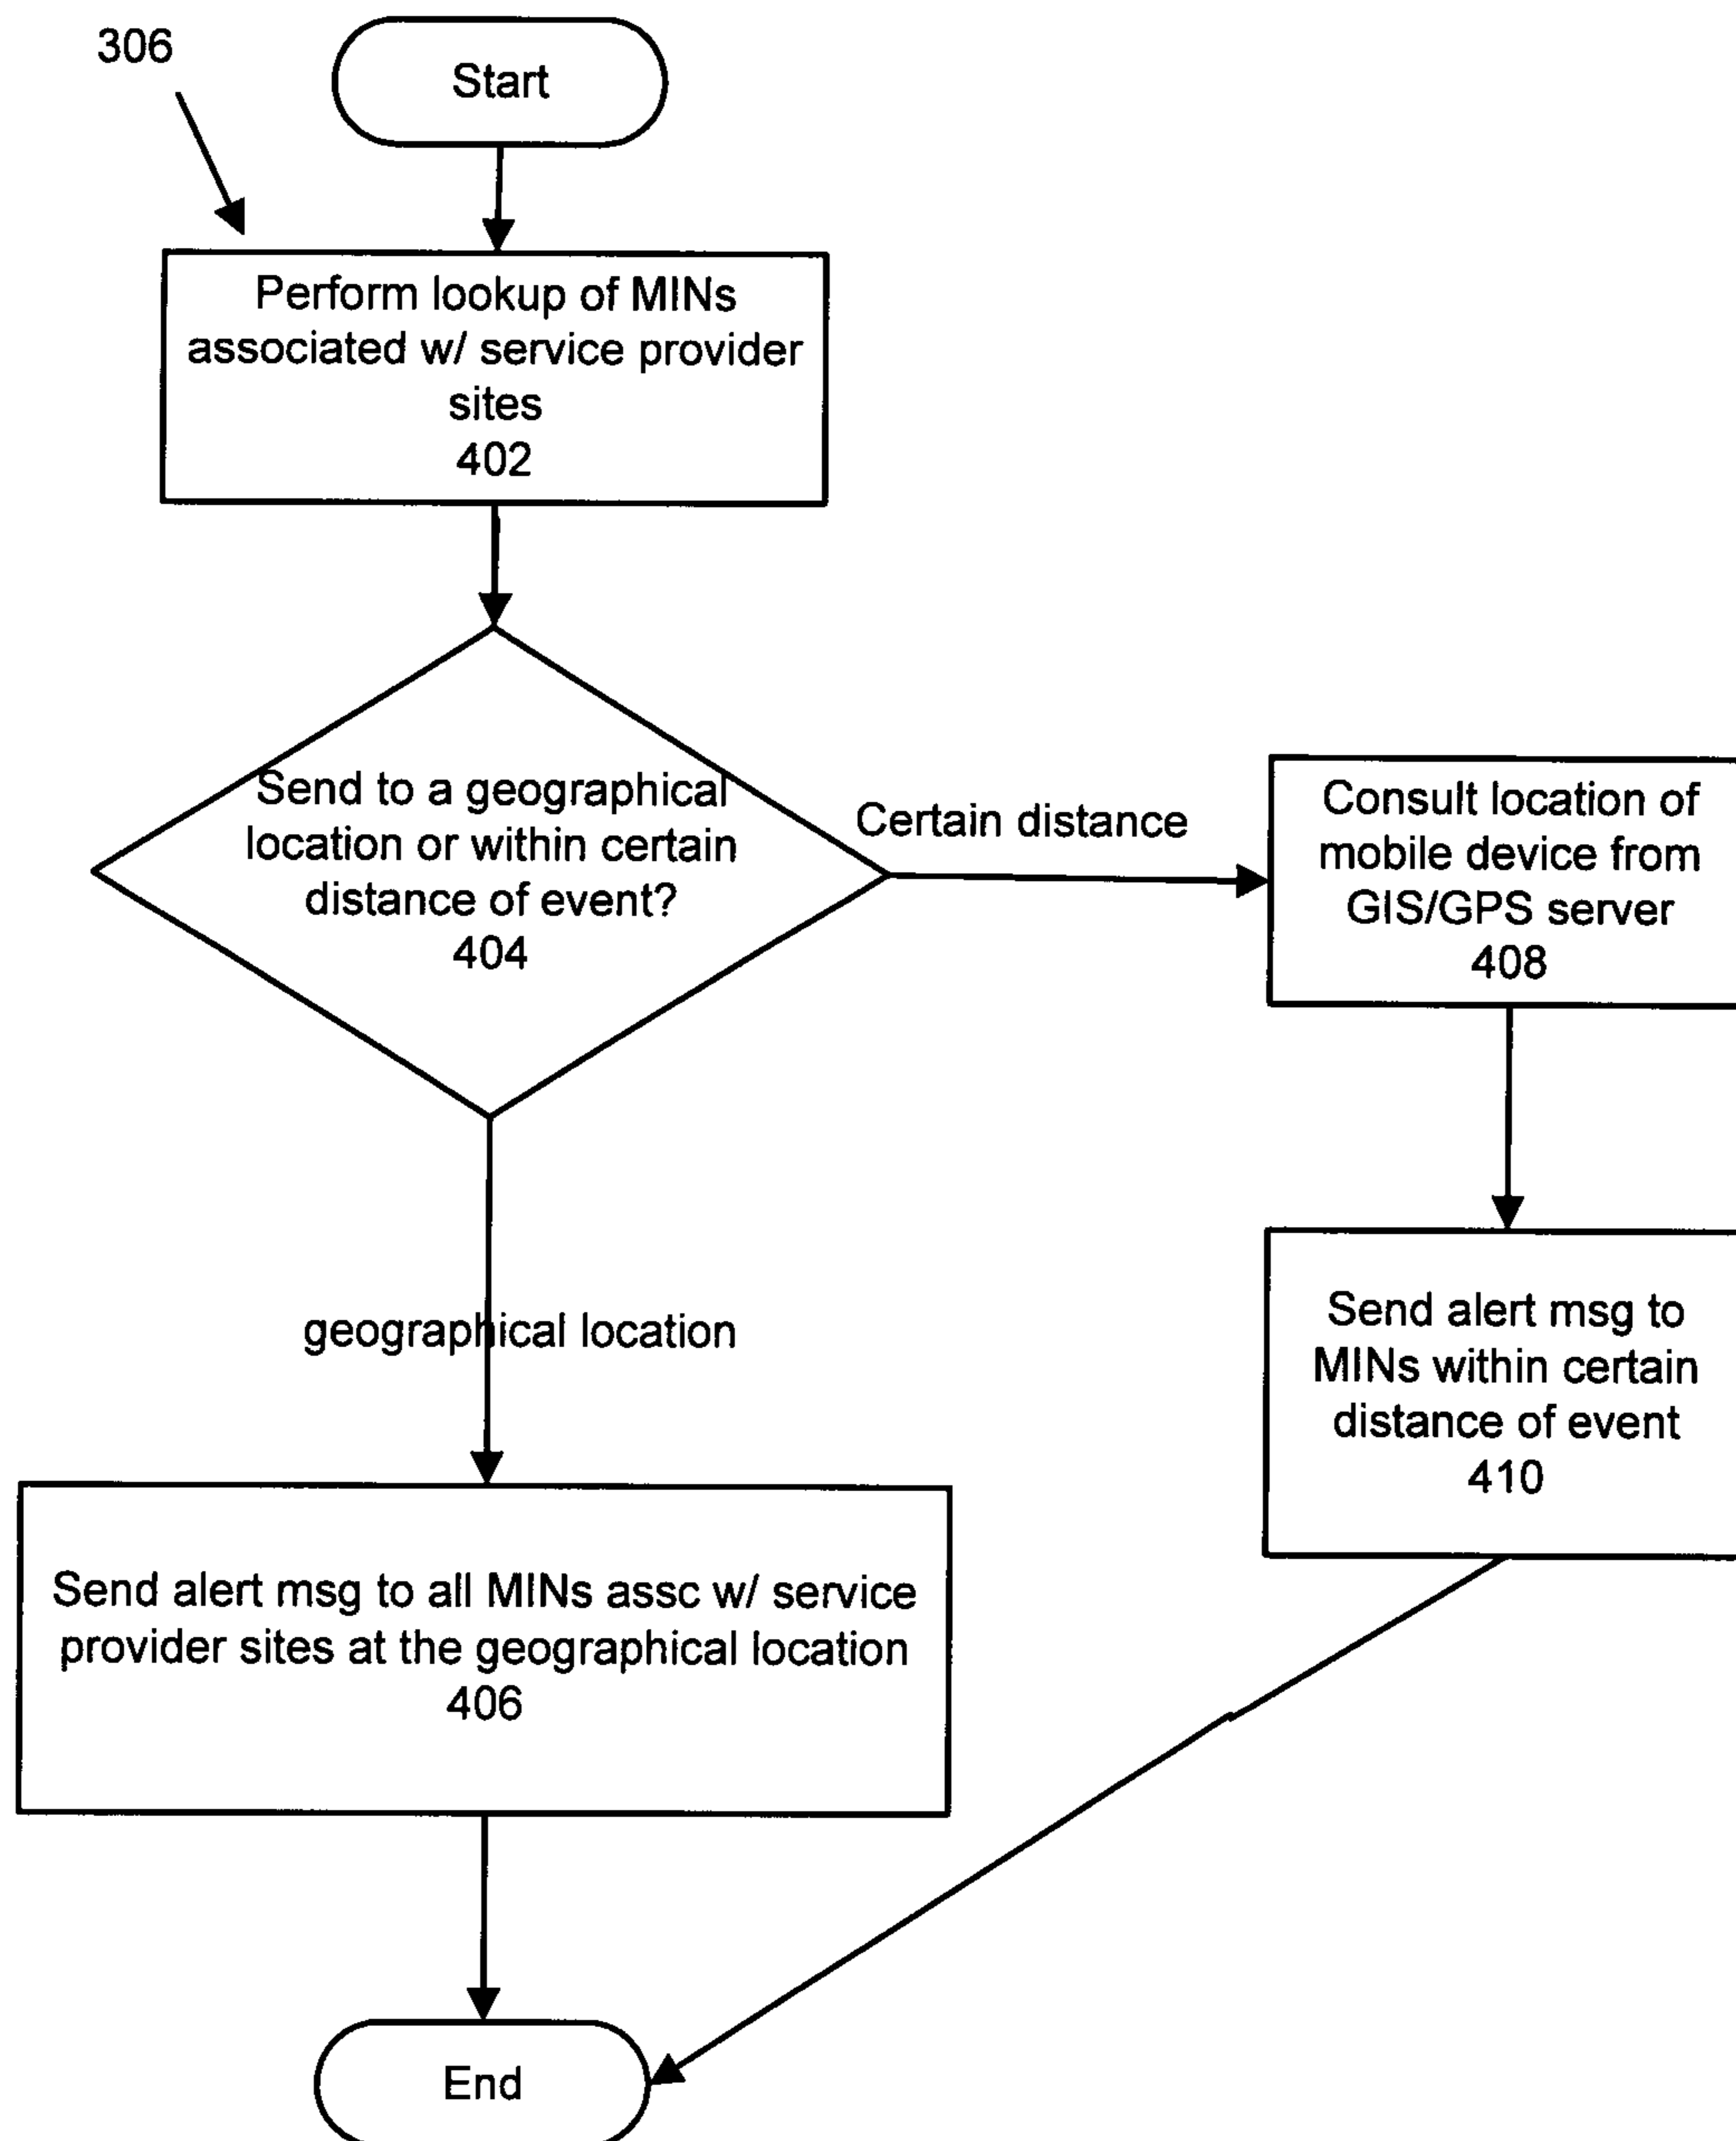 306
Start
Perform lookup of MINs
associated w/ service provider
sites
402
Send to a geographical
location or within certain
distance of event?
404
Certain distance
Consult location of
mobile device from
GIS/GPS server
408
geographical location
Send alert msg to
MINs within certain
distance of event
410
Send alert msg to all MINs assc w/ service
provider sites at the geographical location
406
End